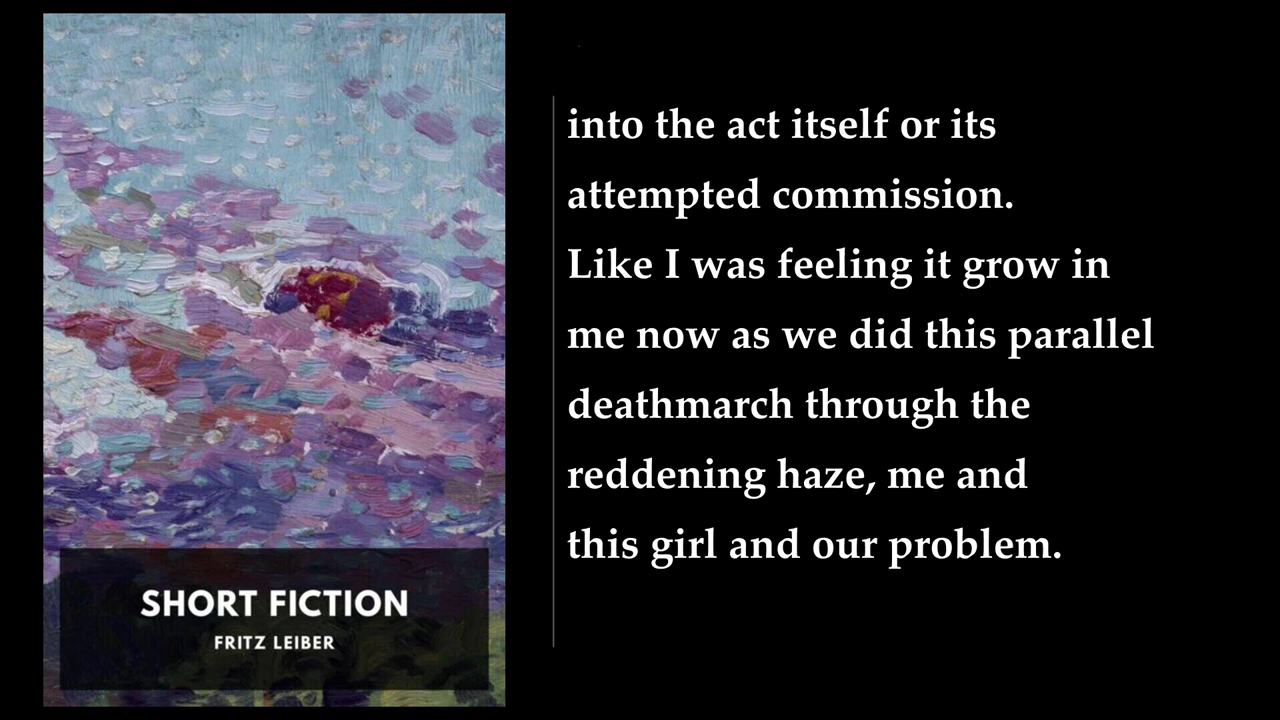 SHORT FICTION
FRITZ LEIBER
into the act itself or its
attempted commission.
Like I was feeling it grow in
me now as we did this parallel
deathmarch through the
reddening haze, me and
this girl and our problem.